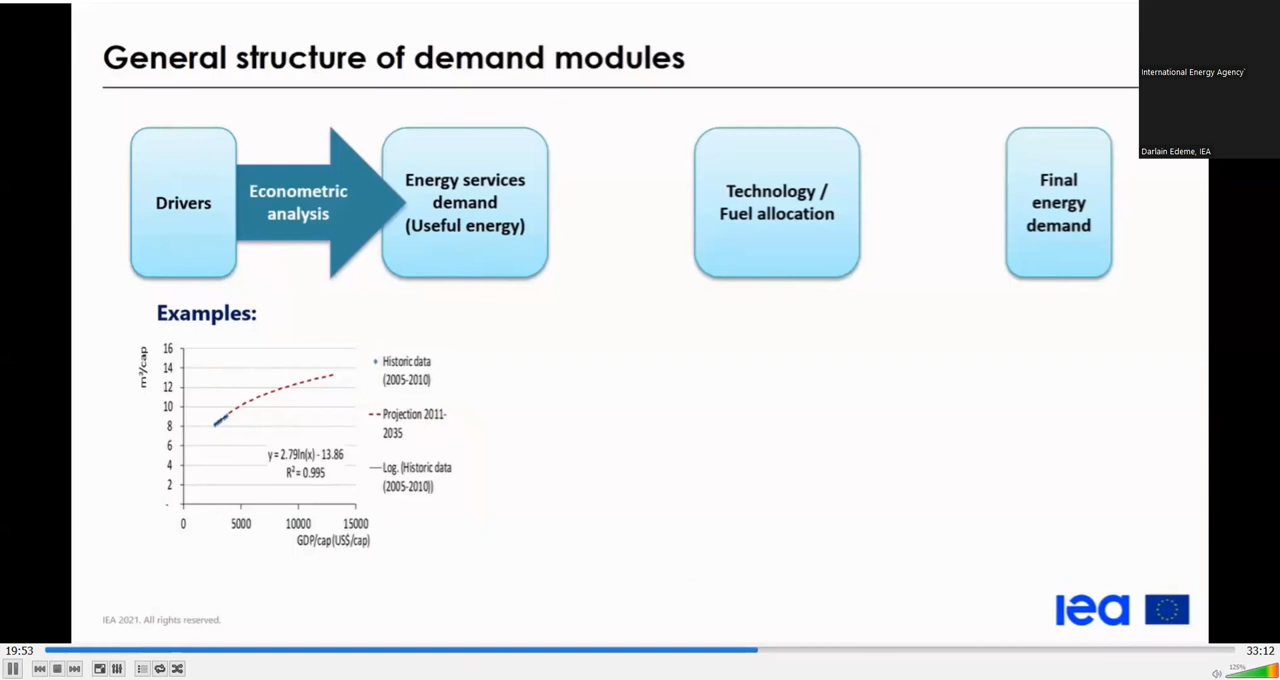 General structure of demand modules
International Energy Agency'
Darlain Edeme, IEA
Drivers
Econometric
analysis
Energy services
demand
(Useful energy)
Technology /
Fuel allocation
Final
energy
demand
Examples:
m²/cap
16
14
12
10
8
6
4
2
-
0
5000
10000
15000
GDP/cap(US$/cap)
y = 2.79ln(x) - 13.86
R² = 0.995
Historic data
(2005-2010)
Projection 2011-
2035
Log. (Historic data
(2005-2010))
IEA 2021. All rights reserved.
iea
19:53
33:12
125%